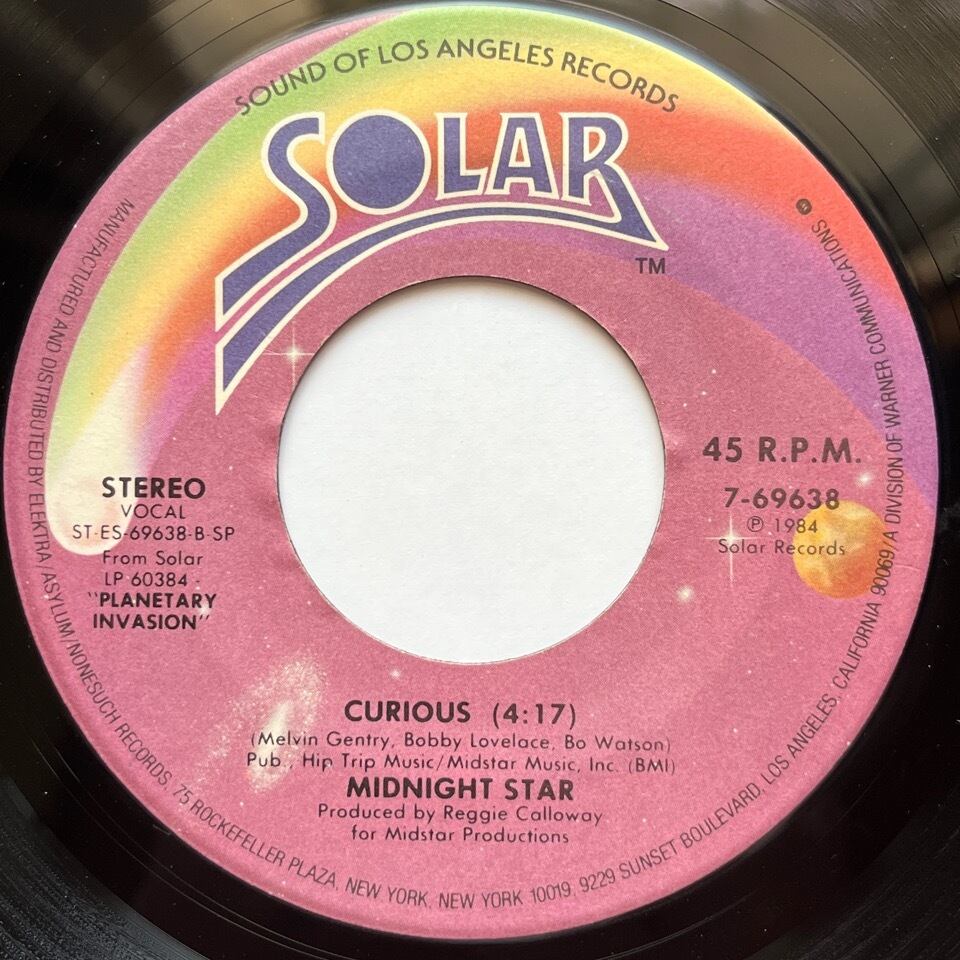 SOUND OF LOS ANGELES RECORDS
SOLAR
TM
45 R.P.M.
7-69638
℗ 1984
Solar Records
STEREO
VOCAL
ST-ES-69638-B-SP
From Solar
LP 60384 -
"PLANETARY
INVASION"
CURIOUS (4:17)
(Melvin Gentry, Bobby Lovelace, Bo Watson)
Pub., Hip Trip Music/Midstar Music, Inc. (BMI)
MIDNIGHT STAR
Produced by Reggie Calloway
for Midstar Productions
MANUFACTURED AND DISTRIBUTED BY ELEKTRA/ASYLUM/NONESUCH RECORDS, 75 ROCKEFELLER PLAZA, NEW YORK, NEW YORK 10019, 9229 SUNSET BOULEVARD, LOS ANGELES, CALIFORNIA 90069/A DIVISION OF WARNER COMMUNICATIONS